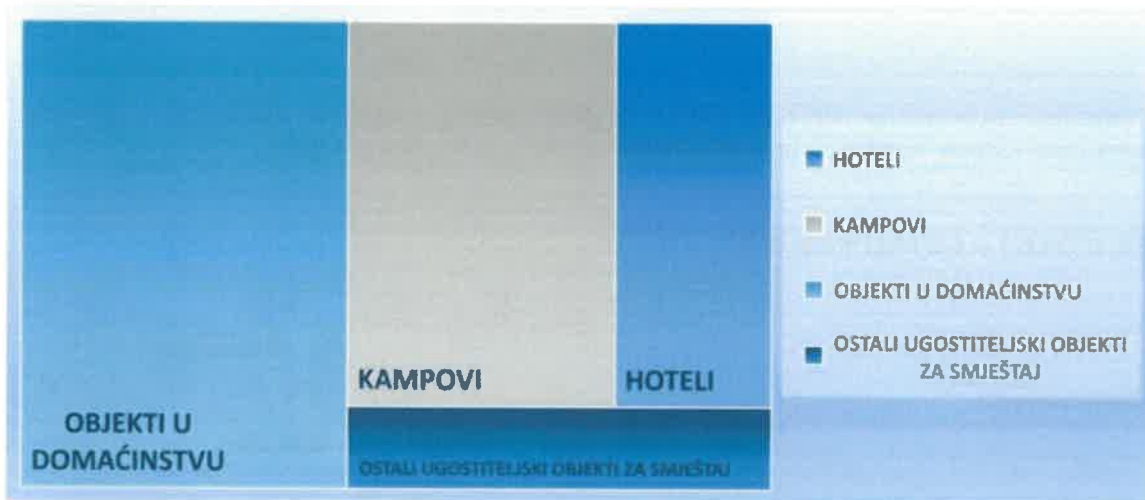 OBJEKTI U
DOMAĆINSTVU
KAMPOVI
HOTELI
OSTALI UGOSTITELJSKI OBJEKTI ZA SMJEŠTAJ
HOTELI
KAMPOVI
OBJEKTI U DOMAĆINSTVU
OSTALI UGOSTITELJSKI OBJEKTI
ZA SMJEŠTAJ